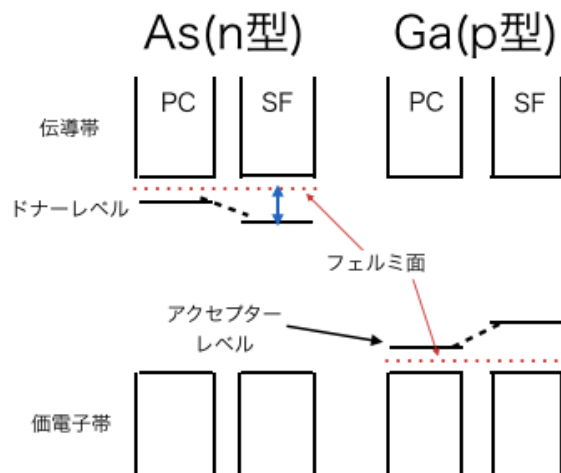 As(n型)
Ga(p型)
PC
SF
PC
SF
伝導帯
ドナーレベル
フェルミ面
アクセプター
レベル
価電子帯